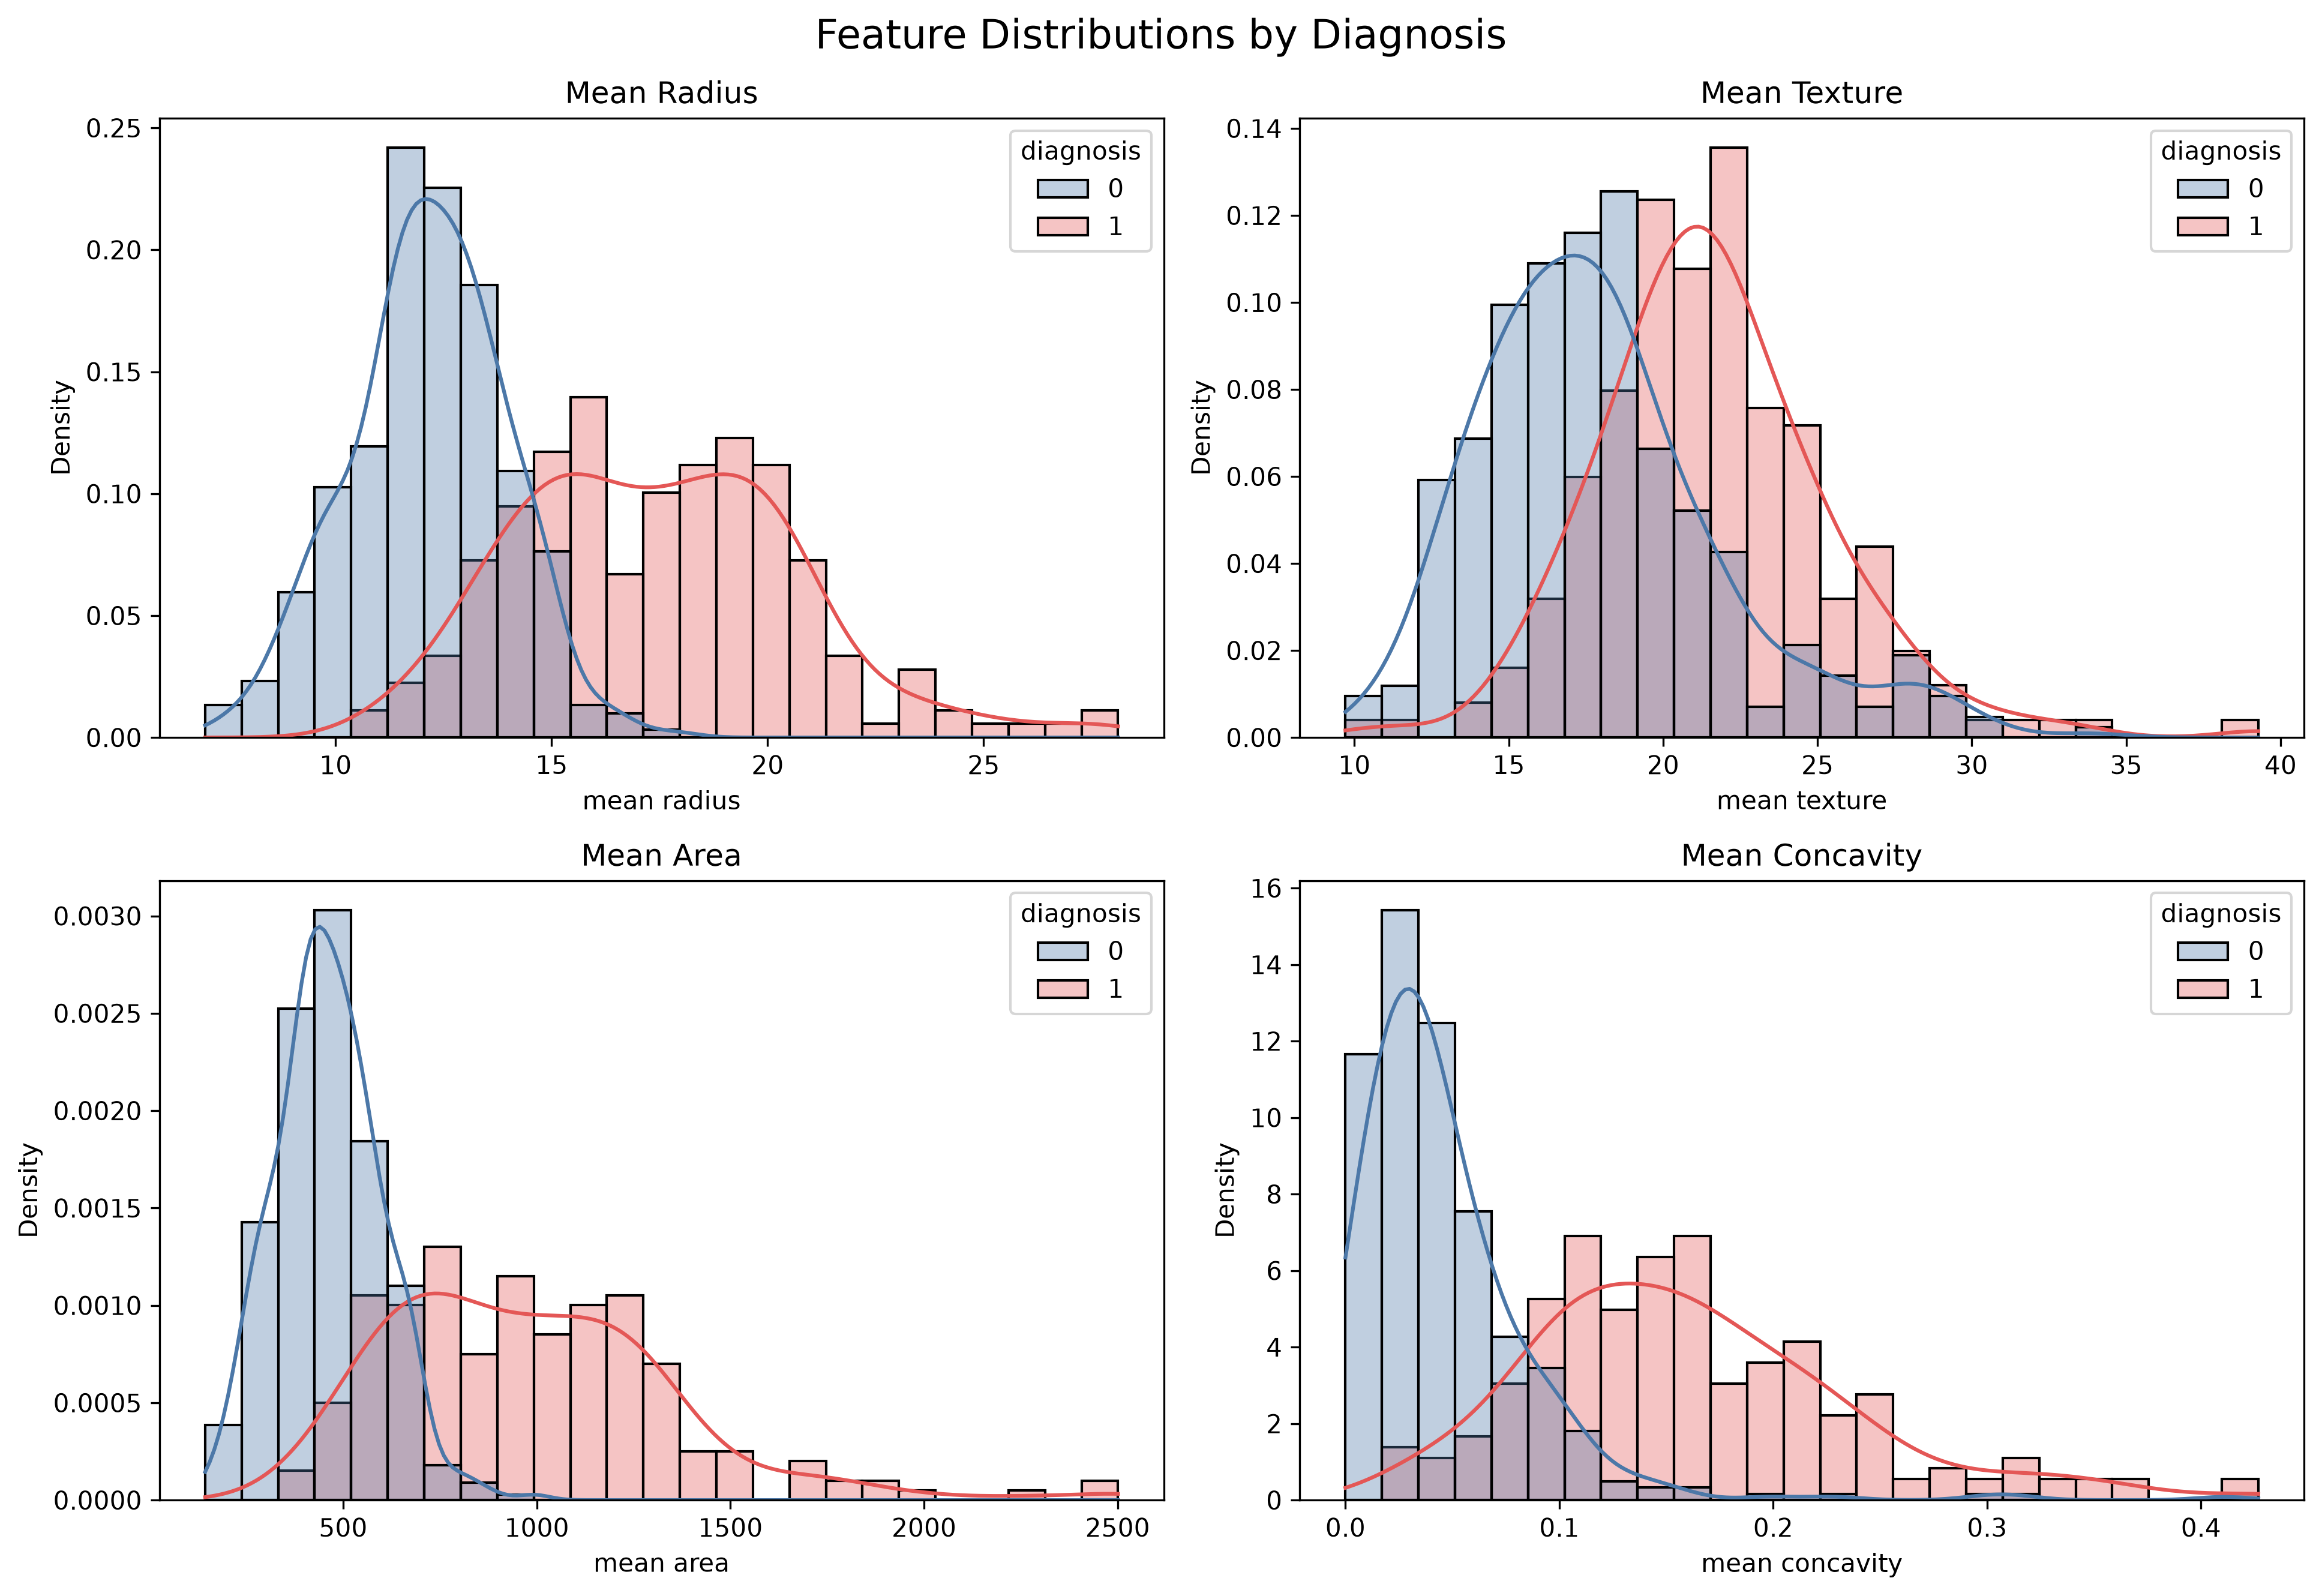 Feature Distributions by Diagnosis
Mean Radius
0.25
0.20
0.15
0.10
0.05
0.00
Density
10 15 20 25
mean radius
diagnosis
0
1
Mean Texture
0.14
0.12
0.10
0.08
0.06
0.04
0.02
0.00
Density
10 15 20 25 30 35 40
mean texture
diagnosis
0
1
Mean Area
0.0030
0.0025
0.0020
0.0015
0.0010
0.0005
0.0000
Density
500 1000 1500 2000 2500
mean area
diagnosis
0
1
Mean Concavity
16
14
12
10
8
6
4
2
0
Density
0.0 0.1 0.2 0.3 0.4
mean concavity
diagnosis
0
1